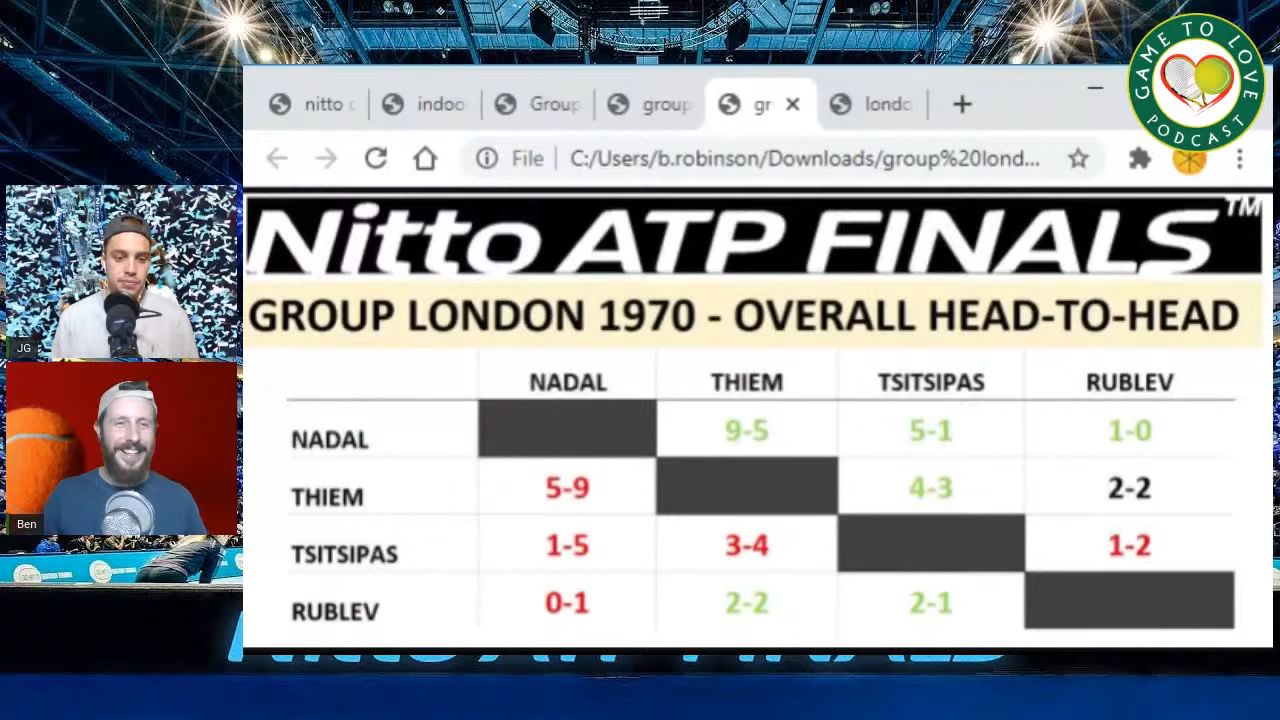 GAME TO LOVE
PODCAST
nitto
indoo
Group
group
gr
londo
File
C:/Users/b.robinson/Downloads/group%20lond...
Nitto ATP FINALS™
GROUP LONDON 1970 - OVERALL HEAD-TO-HEAD
NADAL THIEM TSITSIPAS RUBLEV
NADAL 9-5 5-1 1-0
THIEM 5-9 4-3 2-2
TSITSIPAS 1-5 3-4 1-2
RUBLEV 0-1 2-2 2-1
JG
Ben